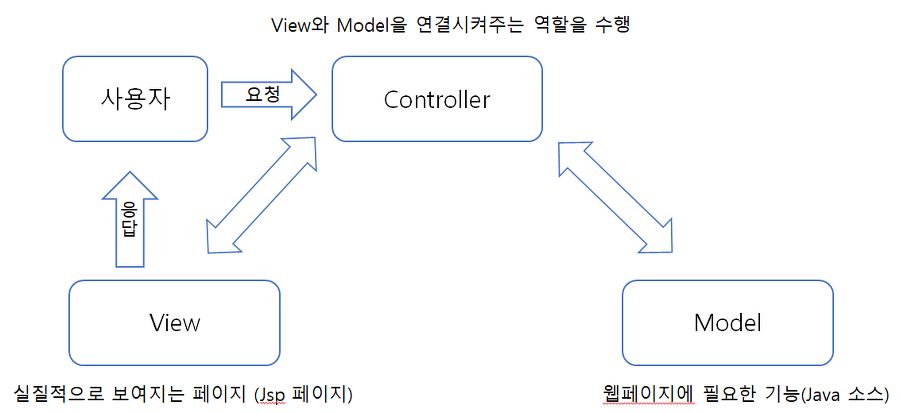 View와 Model을 연결시켜주는 역할을 수행
사용자
요청
Controller
응답
View
Model
실질적으로 보여지는 페이지 (Jsp 페이지)
웹페이지에 필요한 기능(Java 소스)